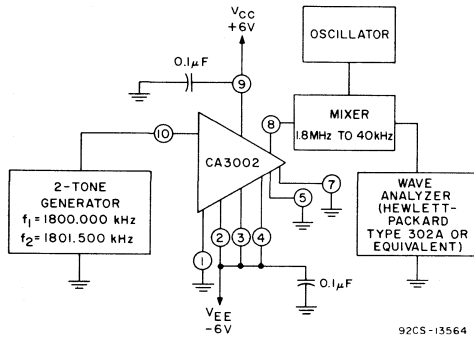 VCC
+6V
OSCILLATOR
0.1µF
9
8
MIXER
1.8MHz TO 40kHz
10
CA3002
7
2-TONE
GENERATOR
f1=1800.000 kHz
f2=1801.500 kHz
5
WAVE
ANALYZER
(HEWLETT-
PACKARD
TYPE 302A OR
EQUIVALENT)
1
2
3
4
0.1µF
VEE
-6V
92CS-13564